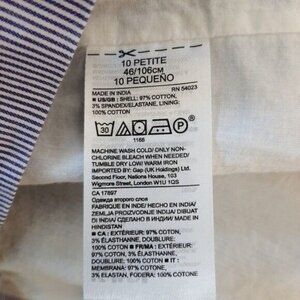 10 PETITE
46/106CM
10 PEQUEÑO
MADE IN INDIA
RN 54023
■ US/GB: SHELL: 97% COTTON,
3% SPANDEX/ELASTANE, LINING:
100% COTTON
30
P
1166
MACHINE WASH COLD/ ONLY NON-
CHLORINE BLEACH WHEN NEEDED/
TUMBLE DRY LOW/ WARM IRON
IMPORTED BY: Gap (UK Holdings) Ltd.
Second Floor, Nations House, 103
Wigmore Street, London W1U 1QS
CA 17897
Одежда второго слоя
FABRIQUE EN INDE/ HECHO EN INDIA/
ZEMLJA PROIZVODNJE INDIJA/ DIBUAT
DI INDIA/ СДЕЛАНО В ИНДИИ/ MADE IN
HINDISTAN
■ CA : EXTÉRIEUR: 97% COTON,
3% ÉLASTHANNE, DOUBLURE:
100% COTON ■ FR/MA : EXTÉRIEUR:
97% COTON, 3% ÉLASTHANNE,
DOUBLURE: 100% COTON ■ IT :
MEMBRANA: 97% COTONE, 3%
ELASTAN, FODERA: 100% COTONE